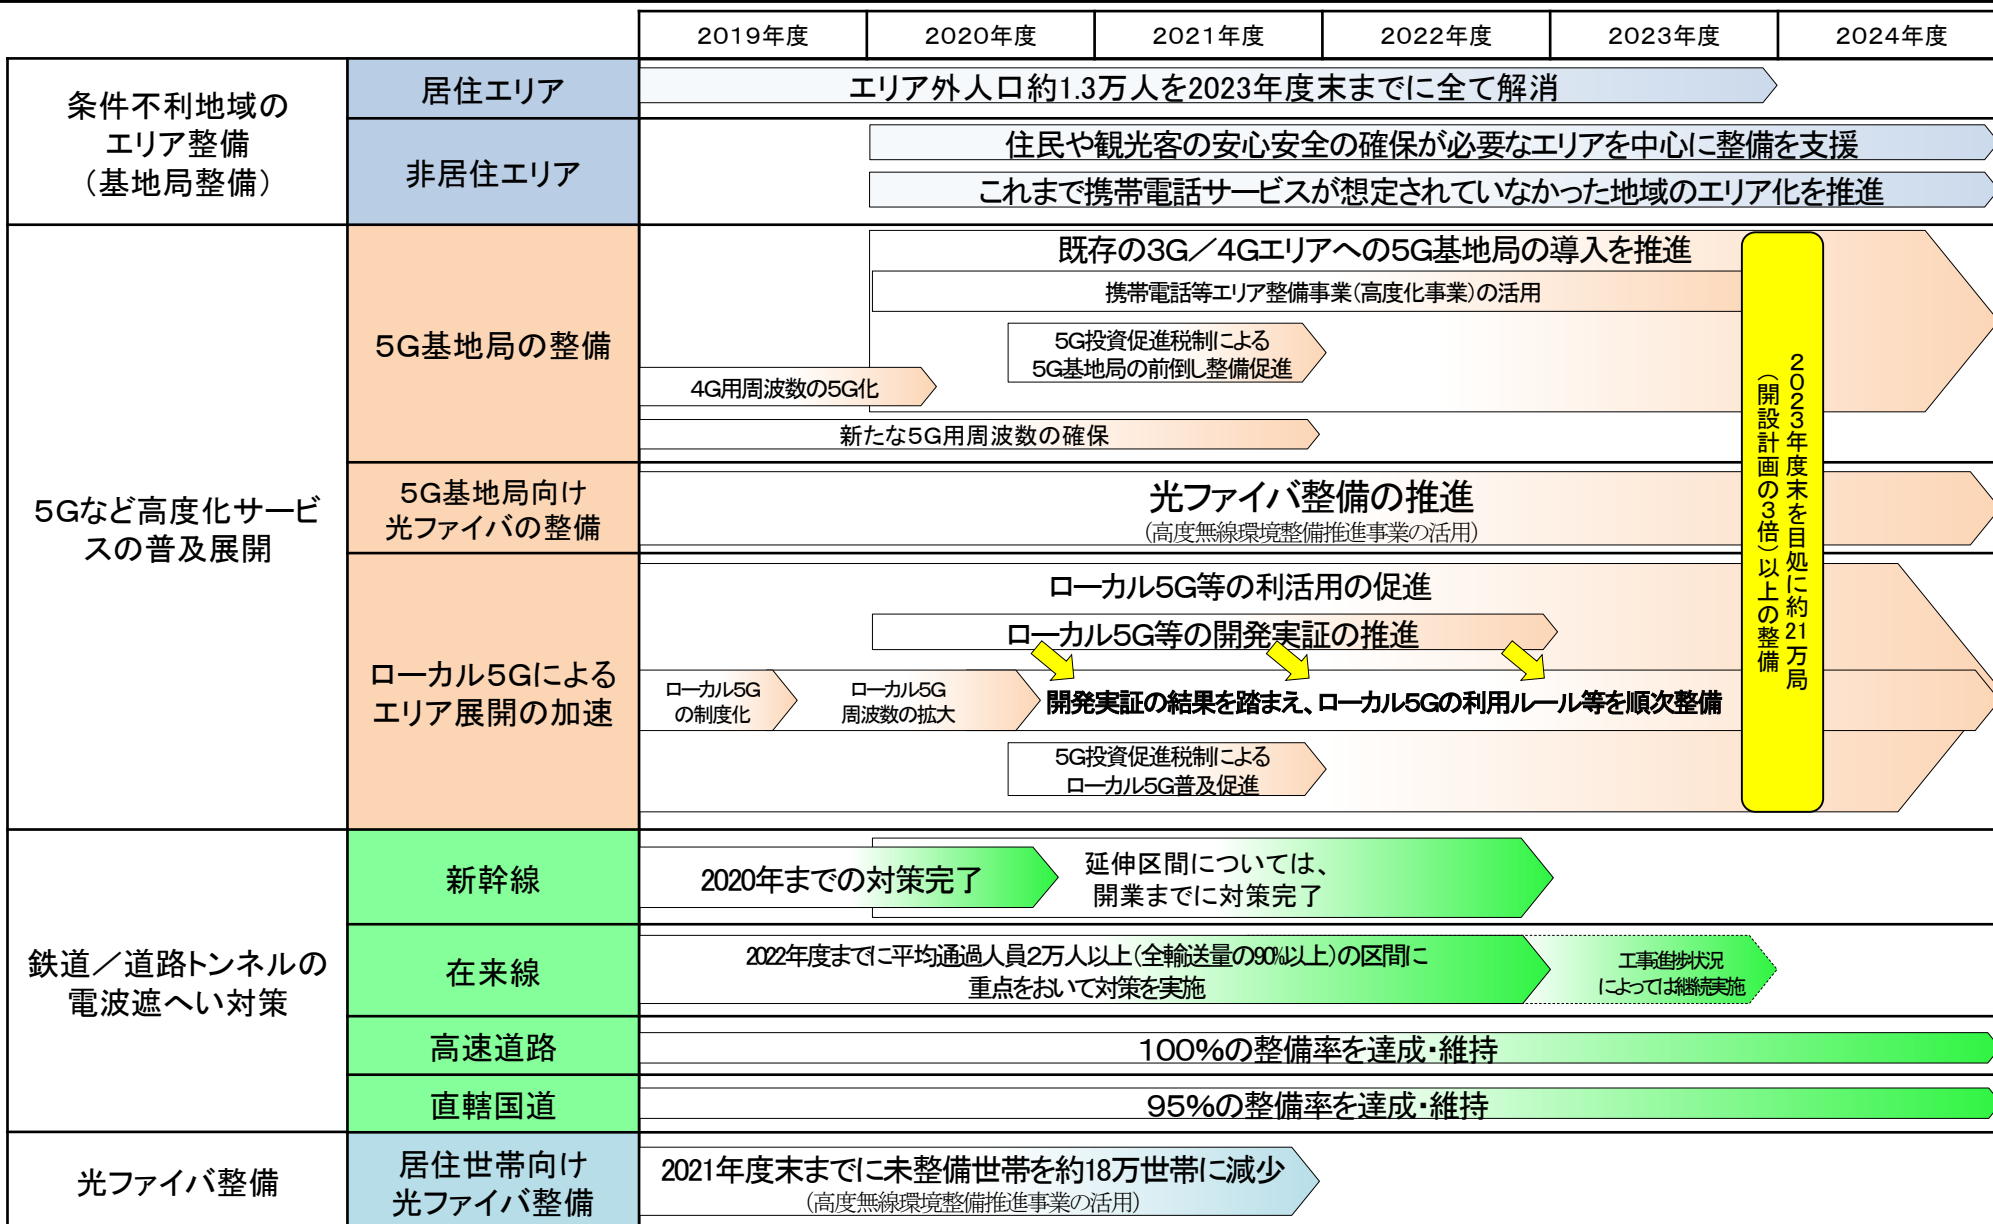 2019年度
2020年度
2021年度
2022年度
2023年度
2024年度
条件不利地域の
エリア整備
（基地局整備）
居住エリア
エリア外人口約1.3万人を2023年度末までに全て解消
非居住エリア
住民や観光客の安心安全の確保が必要なエリアを中心に整備を支援
これまで携帯電話サービスが想定されていなかった地域のエリア化を推進
5Gなど高度化サービ
スの普及展開
5G基地局の整備
既存の3G／4Gエリアへの5G基地局の導入を推進
携帯電話等エリア整備事業（高度化事業）の活用
5G投資促進税制による
5G基地局の前倒し整備促進
4G用周波数の5G化
新たな5G用周波数の確保
5G基地局向け
光ファイバの整備
光ファイバ整備の推進
（高度無線環境整備推進事業の活用）
ローカル5Gによる
エリア展開の加速
ローカル5G等の利活用の促進
ローカル5G等の開発実証の推進
ローカル5G
の制度化
ローカル5G
周波数の拡大
開発実証の結果を踏まえ、ローカル5Gの利用ルール等を順次整備
5G投資促進税制による
ローカル5G普及促進
2023年度末を目処に約21万局
（開設計画の3倍）以上の整備
鉄道／道路トンネルの
電波遮へい対策
新幹線
2020年までの対策完了
延伸区間については、
開業までに対策完了
在来線
2022年度までに平均通過人員2万人以上（全輸送量の90%以上）の区間に
重点をおいて対策を実施
工事進捗状況
によっては継続実施
高速道路
100%の整備率を達成・維持
直轄国道
95%の整備率を達成・維持
光ファイバ整備
居住世帯向け
光ファイバ整備
2021年度末までに未整備世帯を約18万世帯に減少
（高度無線環境整備推進事業の活用）